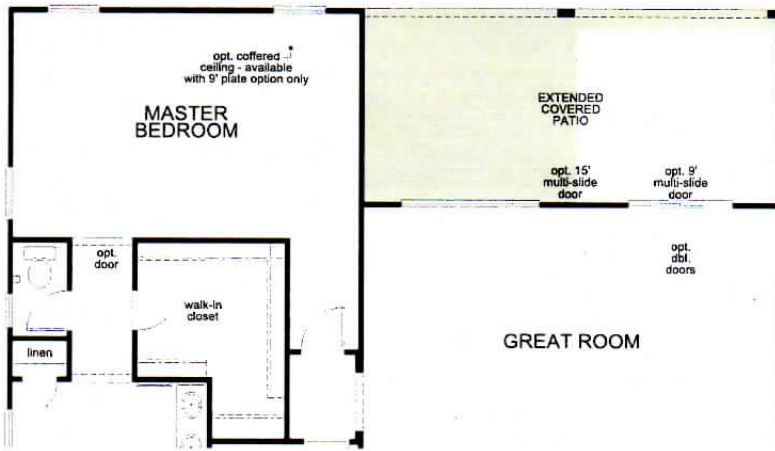 opt. coffered
ceiling - available
with 9' plate option only
MASTER
BEDROOM
EXTENDED
COVERED
PATIO
opt. 15'
multi-slide
door
opt. 9'
multi-slide
door
opt.
door
opt.
dbl.
doors
walk-in
closet
GREAT ROOM
linen